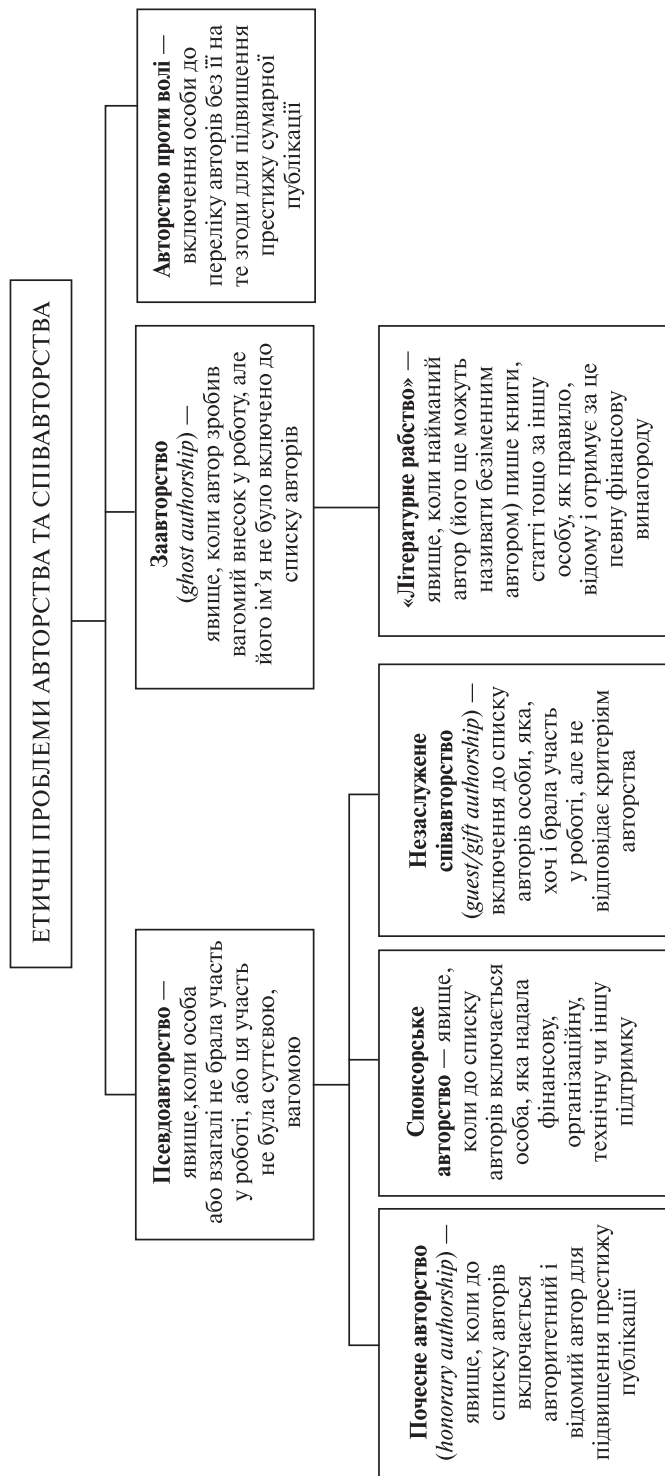 ЕТИЧНІ ПРОБЛЕМИ АВТОРСТВА ТА СПІВАВТОРСТВА
Псевдоавторство —
явище,коли особа
або взагалі не брала участь
у роботі, або ця участь
не була суттєвою,
вагомою
Заавторство
(ghost authorship) —
явище, коли автор зробив
вагомий внесок у роботу, але
його ім’я не було включено до
списку авторів
Авторство проти волі —
включення особи до
переліку авторів без її на
те згоди для підвищення
престижу сумарної
публікації
Почесне авторство
(honorary authorship) —
явище, коли до
списку авторів
включається
авторитетний і
відомий автор для
підвищення престижу
публікації
Спонсорське
авторство — явище,
коли до списку
авторів включається
особа, яка надала
фінансову,
організаційну,
технічну чи іншу
підтримку
Незаслужене
співавторство
(guest/gift authorship) —
включення до списку
авторів особи, яка,
хоч і брала участь
у роботі, але не
відповідає критеріям
авторства
«Літературне рабство» —
явище, коли найманий
автор (його ще можуть
називати безіменним
автором) пише книги,
статті тощо за іншу
особу, як правило,
відому і отримує за це
певну фінансову
винагороду